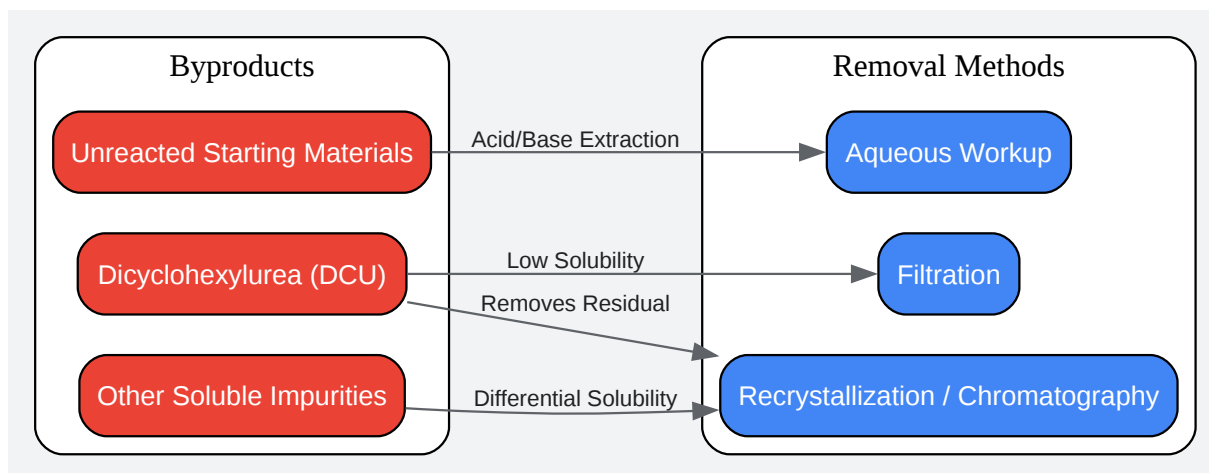 Byproducts
Removal Methods
Unreacted Starting Materials
Acid/Base Extraction
Aqueous Workup
Dicyclohexylurea (DCU)
Low Solubility
Filtration
Removes Residual
Other Soluble Impurities
Differential Solubility
Recrystallization / Chromatography